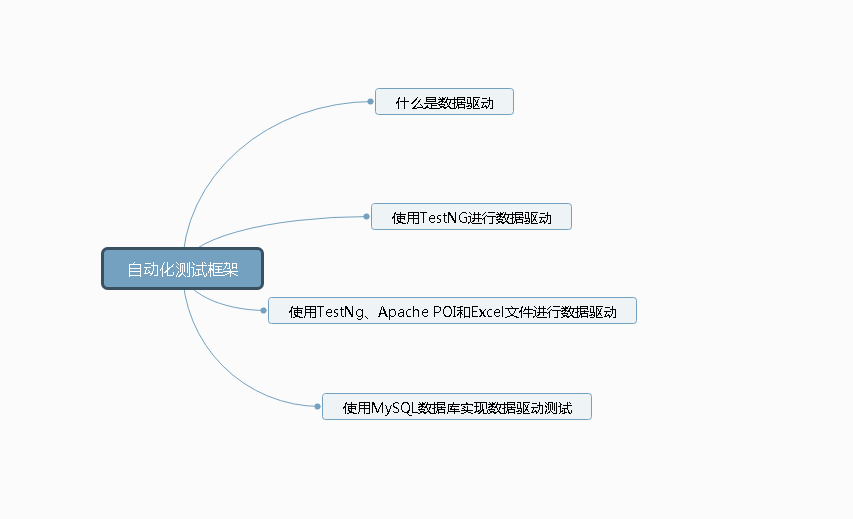 什么是数据驱动
使用TestNG进行数据驱动
自动化测试框架
使用TestNg、Apache POI和Excel文件进行数据驱动
使用MySQL数据库实现数据驱动测试